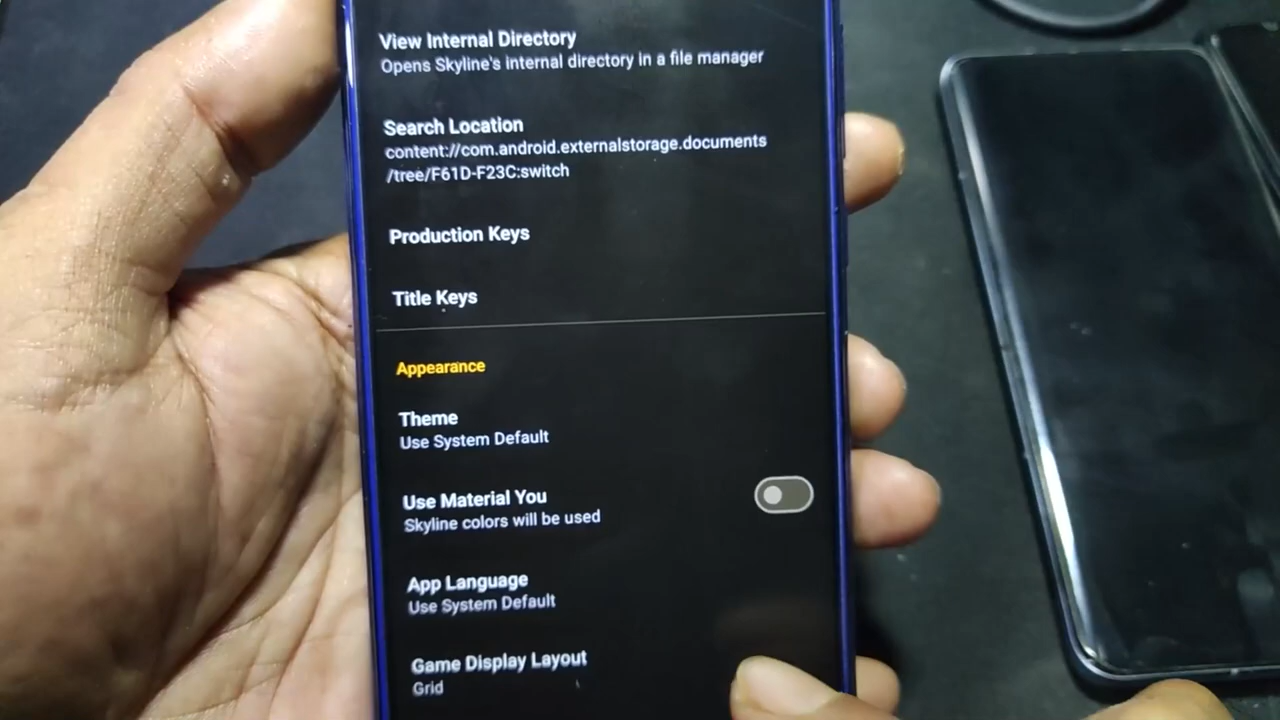 View Internal Directory
Opens Skyline's internal directory in a file manager
Search Location
content://com.android.externalstorage.documents
/tree/F61D-F23C:switch
Production Keys
Title Keys
Appearance
Theme
Use System Default
Use Material You
Skyline colors will be used
App Language
Use System Default
Game Display Layout
Grid